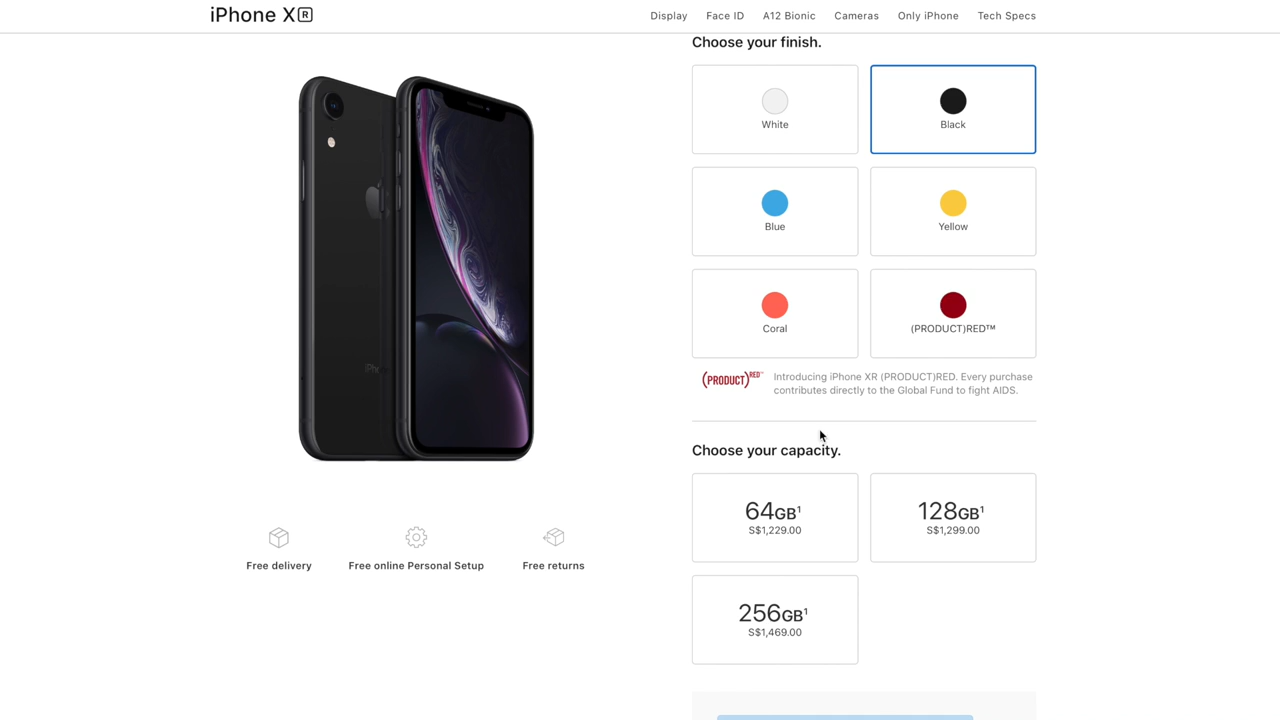 iPhone XR
Display Face ID A12 Bionic Cameras Only iPhone Tech Specs
Choose your finish.
White
Black
Blue
Yellow
Coral
(PRODUCT)RED™
(PRODUCT)RED™
Introducing iPhone XR (PRODUCT)RED. Every purchase
contributes directly to the Global Fund to fight AIDS.
Choose your capacity.
64GB¹
S$1,229.00
128GB¹
S$1,299.00
256GB¹
S$1,469.00
Free delivery
Free online Personal Setup
Free returns